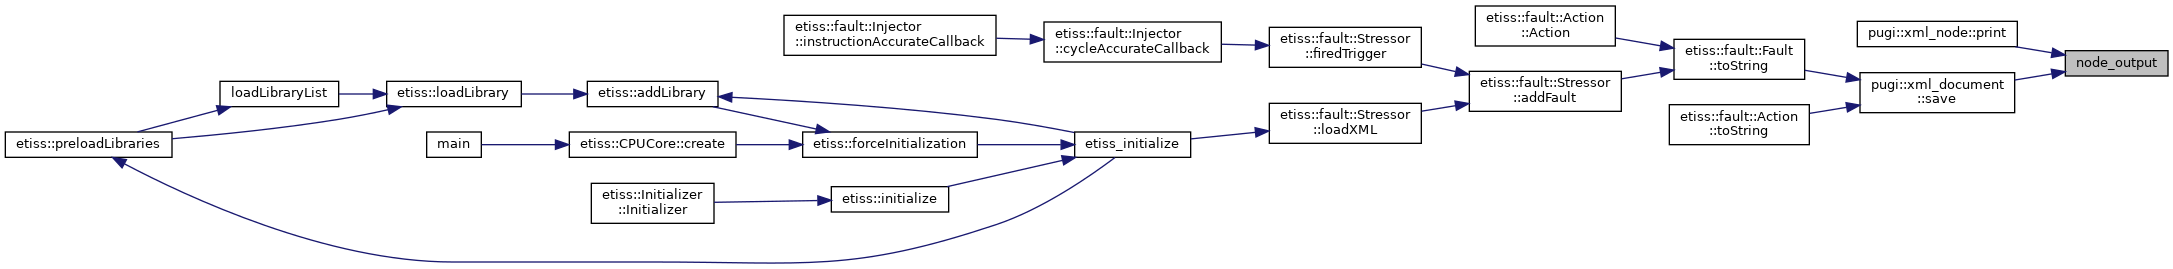 etiss::preloadLibraries
loadLibraryList
etiss::loadLibrary
main
etiss::addLibrary
etiss::CPUCore::create
etiss::Initializer
::Initializer
etiss::fault::Injector
::instructionAccurateCallback
etiss::forceInitialization
etiss::initialize
etiss::fault::Injector
::cycleAccurateCallback
etiss_initialize
etiss::fault::Stressor
::firedTrigger
etiss::fault::Stressor
::loadXML
etiss::fault::Action
::Action
etiss::fault::Stressor
::addFault
etiss::fault::Fault
::toString
etiss::fault::Action
::toString
pugi::xml_node::print
pugi::xml_document
::save
node_output